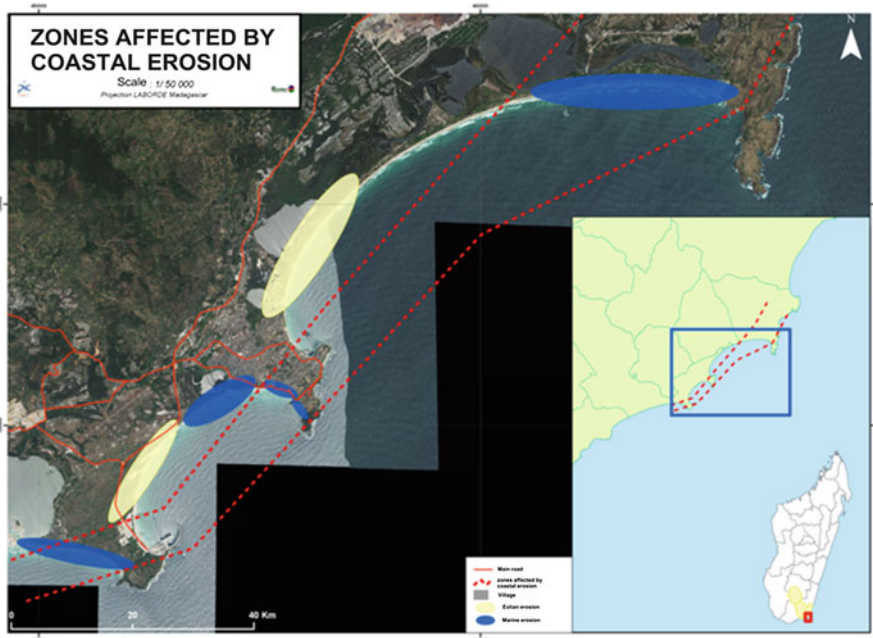 ZONES AFFECTED BY
COASTAL EROSION
Scale : 1/ 50 000
Projection LABORDE Madagascar
N
Main road
zones affected by
coastal erosion
Village
Eolian erosion
Marine erosion
0 20 40 Km